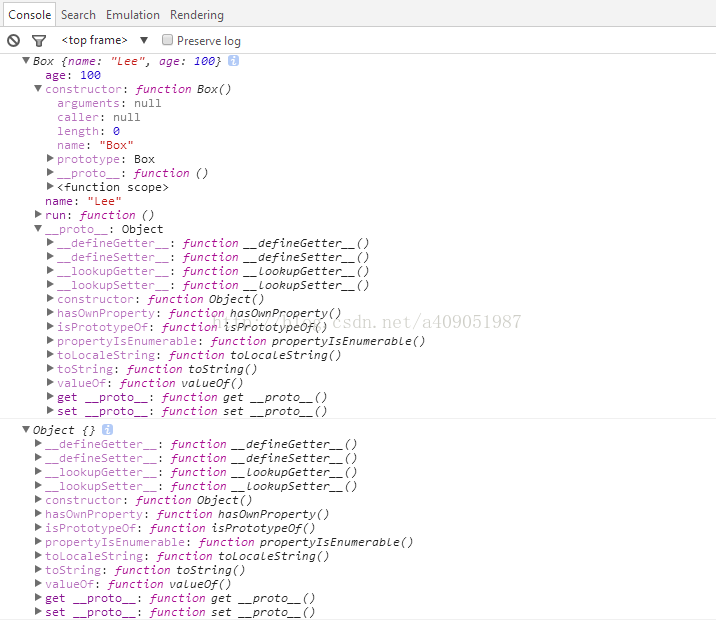 Console Search Emulation Rendering
<top frame> ▼ Preserve log
▼Box {name: "Lee", age: 100} i
age: 100
▼constructor: function Box()
arguments: null
caller: null
length: 0
name: "Box"
▶prototype: Box
▶__proto__: function ()
▶<function scope>
name: "Lee"
▶run: function ()
▼__proto__: Object
▶__defineGetter__: function __defineGetter__()
▶__defineSetter__: function __defineSetter__()
▶__lookupGetter__: function __lookupGetter__()
▶__lookupSetter__: function __lookupSetter__()
▶constructor: function Object()
▶hasOwnProperty: function hasOwnProperty()
▶isPrototypeOf: function isPrototypeOf()
http://blog.csdn.net/a409051987
▶propertyIsEnumerable: function propertyIsEnumerable()
▶toLocaleString: function toLocaleString()
▶toString: function toString()
▶valueOf: function valueOf()
▶get __proto__: function get __proto__()
▶set __proto__: function set __proto__()
▼Object {} i
▶__defineGetter__: function __defineGetter__()
▶__defineSetter__: function __defineSetter__()
▶__lookupGetter__: function __lookupGetter__()
▶__lookupSetter__: function __lookupSetter__()
▶constructor: function Object()
▶hasOwnProperty: function hasOwnProperty()
▶isPrototypeOf: function isPrototypeOf()
▶propertyIsEnumerable: function propertyIsEnumerable()
▶toLocaleString: function toLocaleString()
▶toString: function toString()
▶valueOf: function valueOf()
▶get __proto__: function get __proto__()
▶set __proto__: function set __proto__()